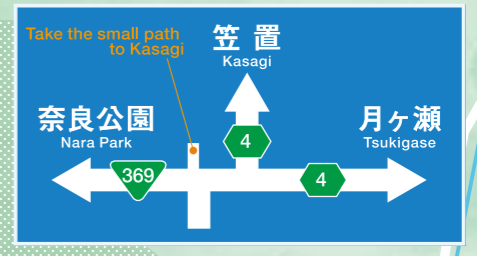 Take the small path
to Kasagi
笠置
Kasagi
奈良公園
Nara Park
月ヶ瀬
Tsukigase
4
369
4